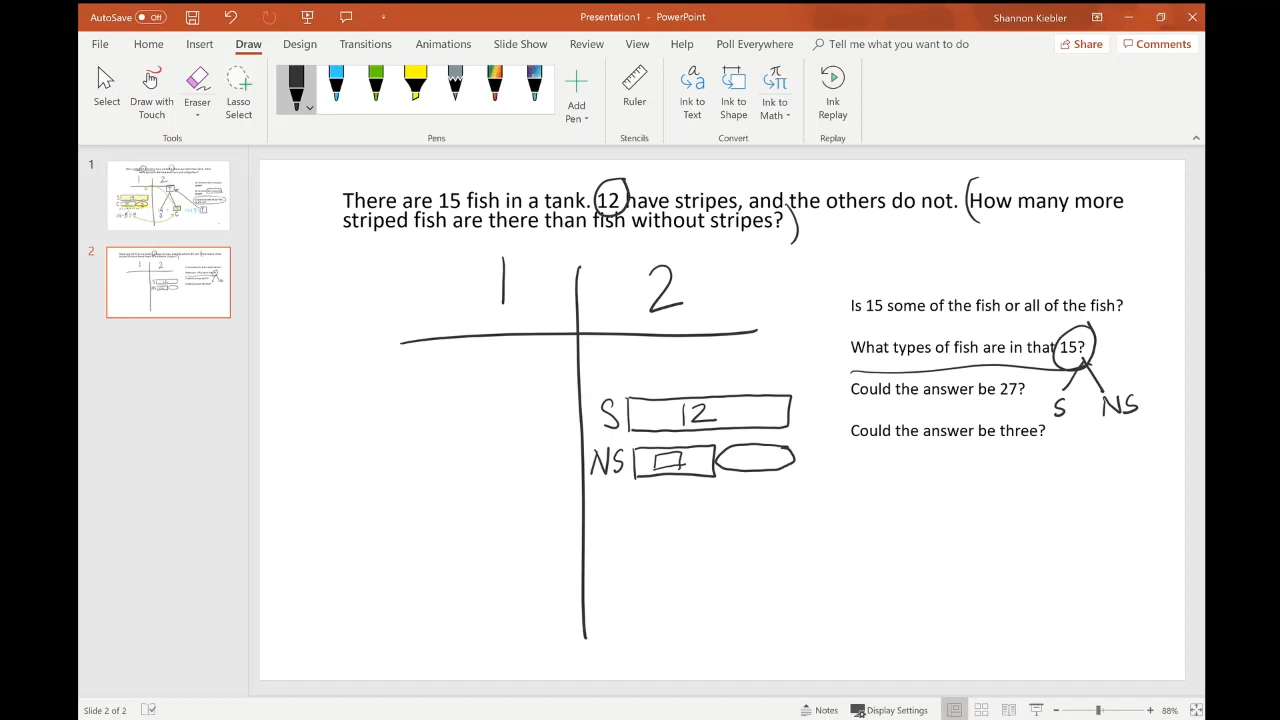 AutoSave Off
Presentation1 - PowerPoint
Shannon Kiebler
File Home Insert Draw Design Transitions Animations Slide Show Review View Help Poll Everywhere Tell me what you want to do Share Comments
Select
Draw with Touch
Eraser
Lasso Select
Add Pen
Ruler
Ink to Text
Ink to Shape
Ink to Math
Ink Replay
Tools Pens Stencils Convert Replay
1
2
There are 15 fish in a tank. 12 have stripes, and the others do not. (How many more
striped fish are there than fish without stripes?)
1 2
Is 15 some of the fish or all of the fish?
What types of fish are in that 15?
Could the answer be 27?
S NS
S 12
Could the answer be three?
NS
Slide 2 of 2
Notes Display Settings 88%